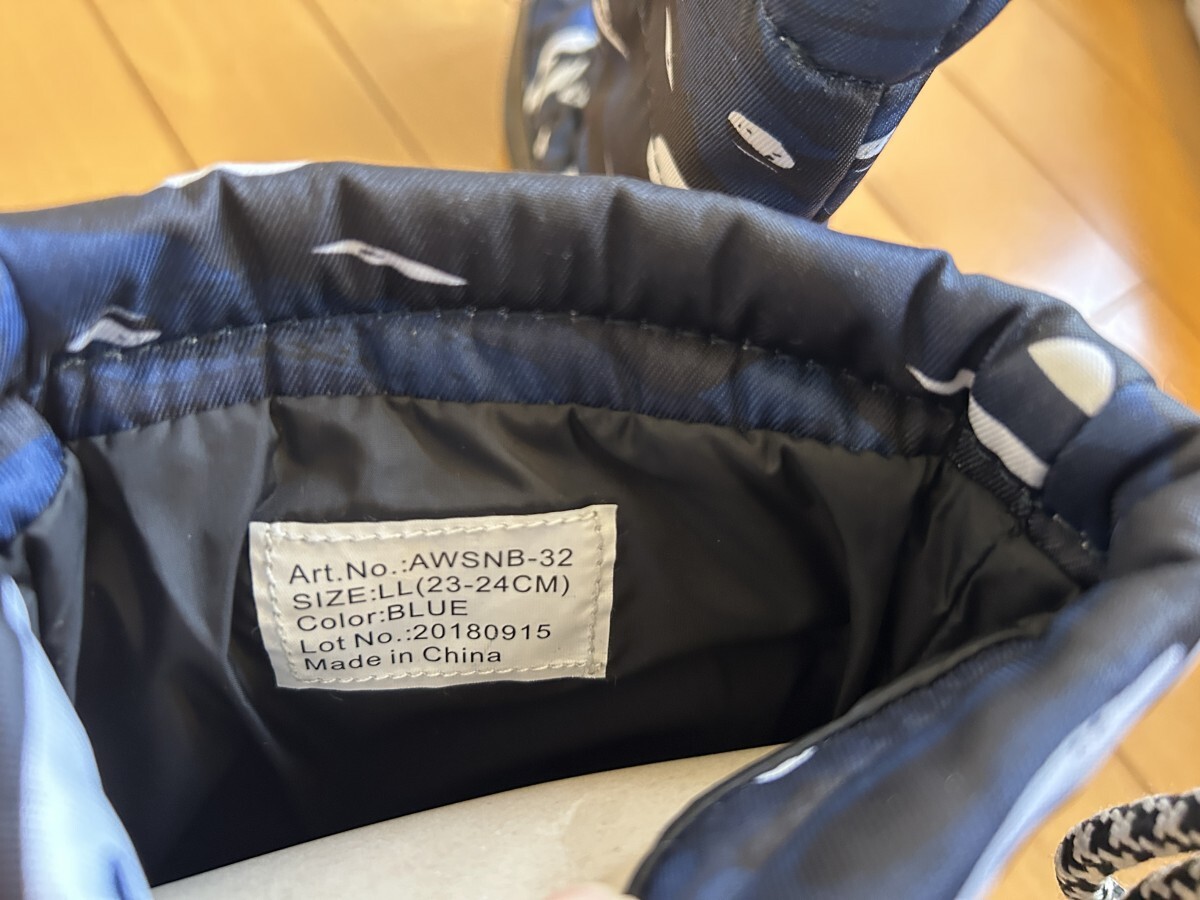 Art.No.:AWSNB-32
SIZE:LL(23-24CM)
Color:BLUE
Lot No.:20180915
Made in China